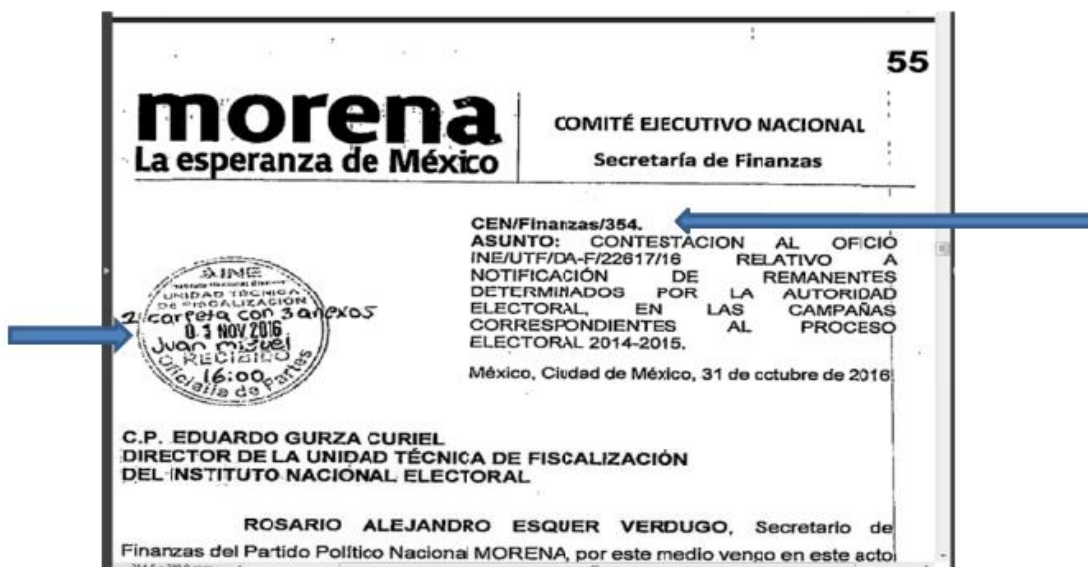 55
morena
La esperanza de México
COMITÉ EJECUTIVO NACIONAL
Secretaría de Finanzas
CEN/Finanzas/354.
ASUNTO: CONTESTACION AL OFICIO
INE/UTF/DA-F/22617/16 RELATIVO A
NOTIFICACIÓN DE REMANENTES
DETERMINADOS POR LA AUTORIDAD
ELECTORAL, EN LAS CAMPAÑAS
CORRESPONDIENTES AL PROCESO
ELECTORAL 2014-2015.
México, Ciudad de México, 31 de octubre de 2016
INE
UNIDAD TÉCNICA
DE FISCALIZACIÓN
carpeta con 3 anexos
0 3 NOV 2016
Juan miguel
RECIBIDO
16:00
Oficialía de Partes
C.P. EDUARDO GURZA CURIEL
DIRECTOR DE LA UNIDAD TÉCNICA DE FISCALIZACIÓN
DEL INSTITUTO NACIONAL ELECTORAL
ROSARIO ALEJANDRO ESQUER VERDUGO, Secretario de
Finanzas del Partido Político Nacional MORENA, por este medio vengo en este acto